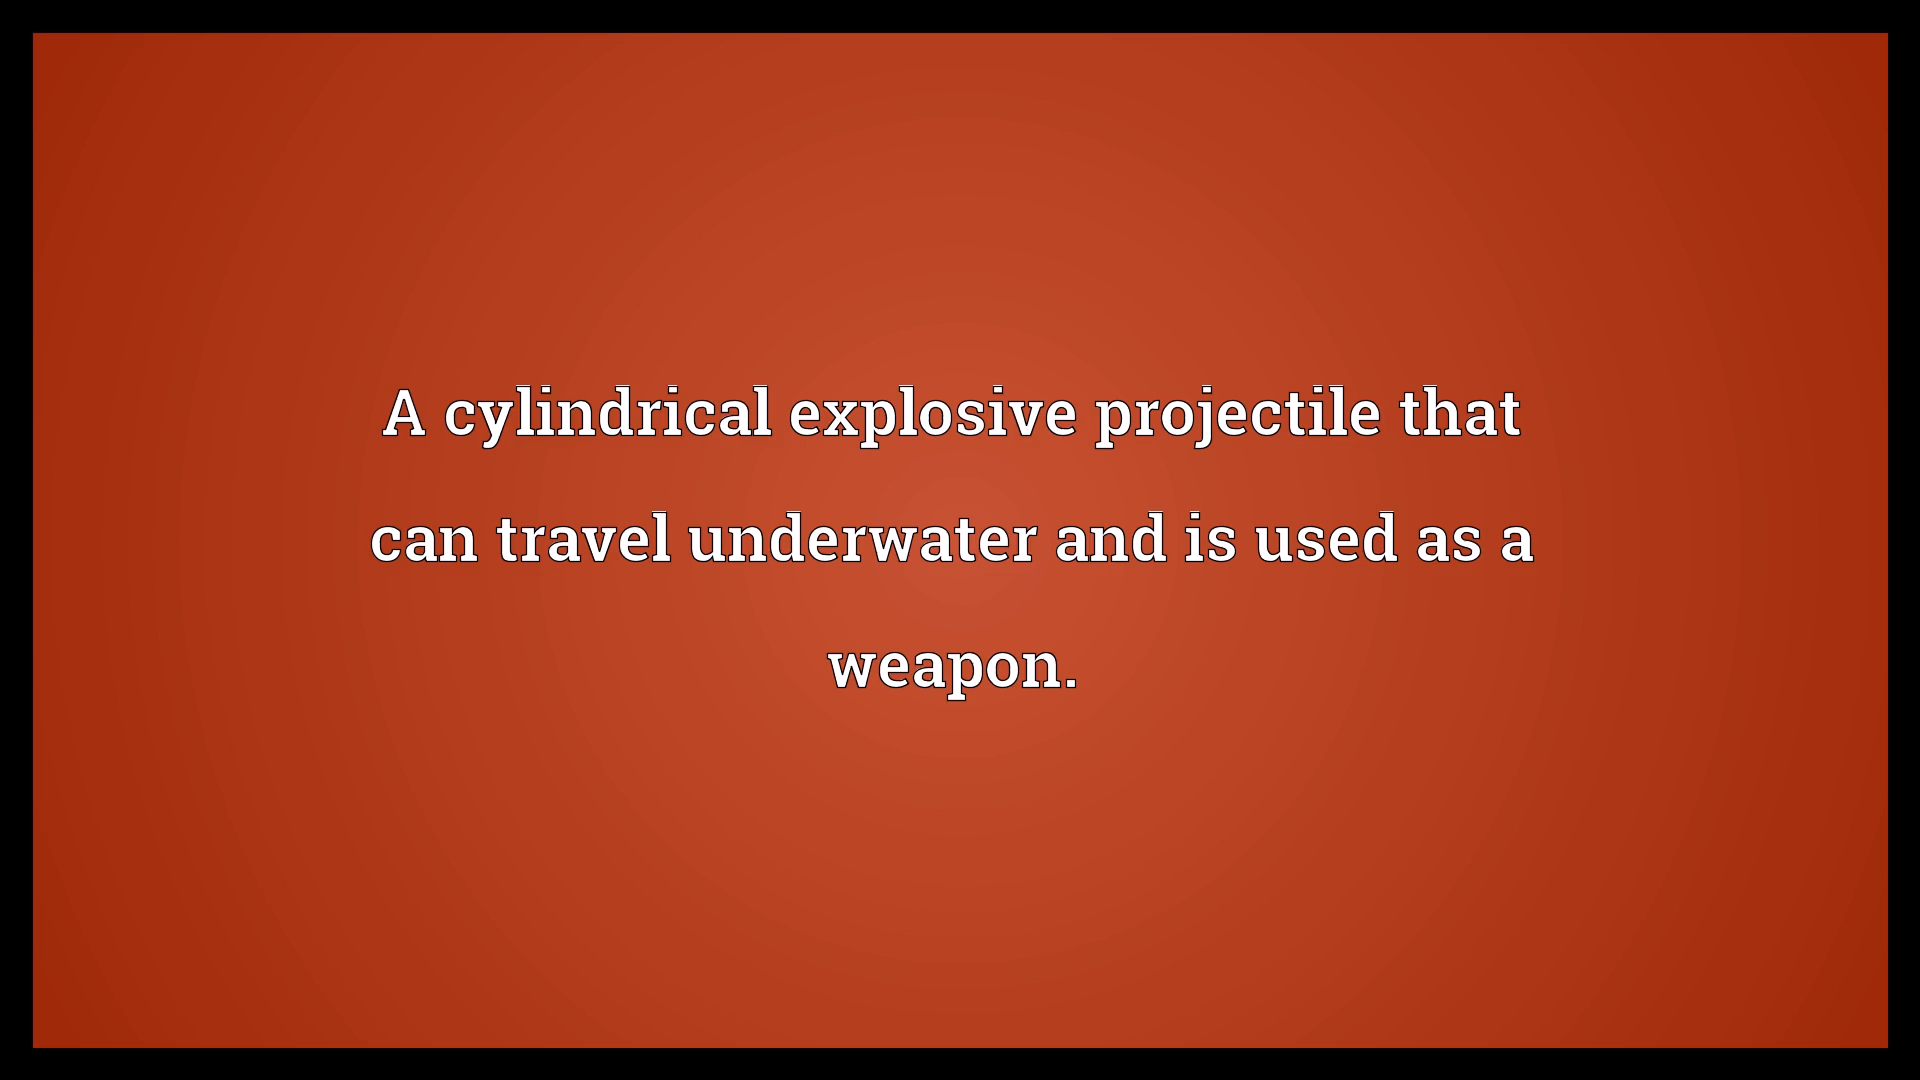 A cylindrical explosive projectile that
can travel underwater and is used as a
weapon.